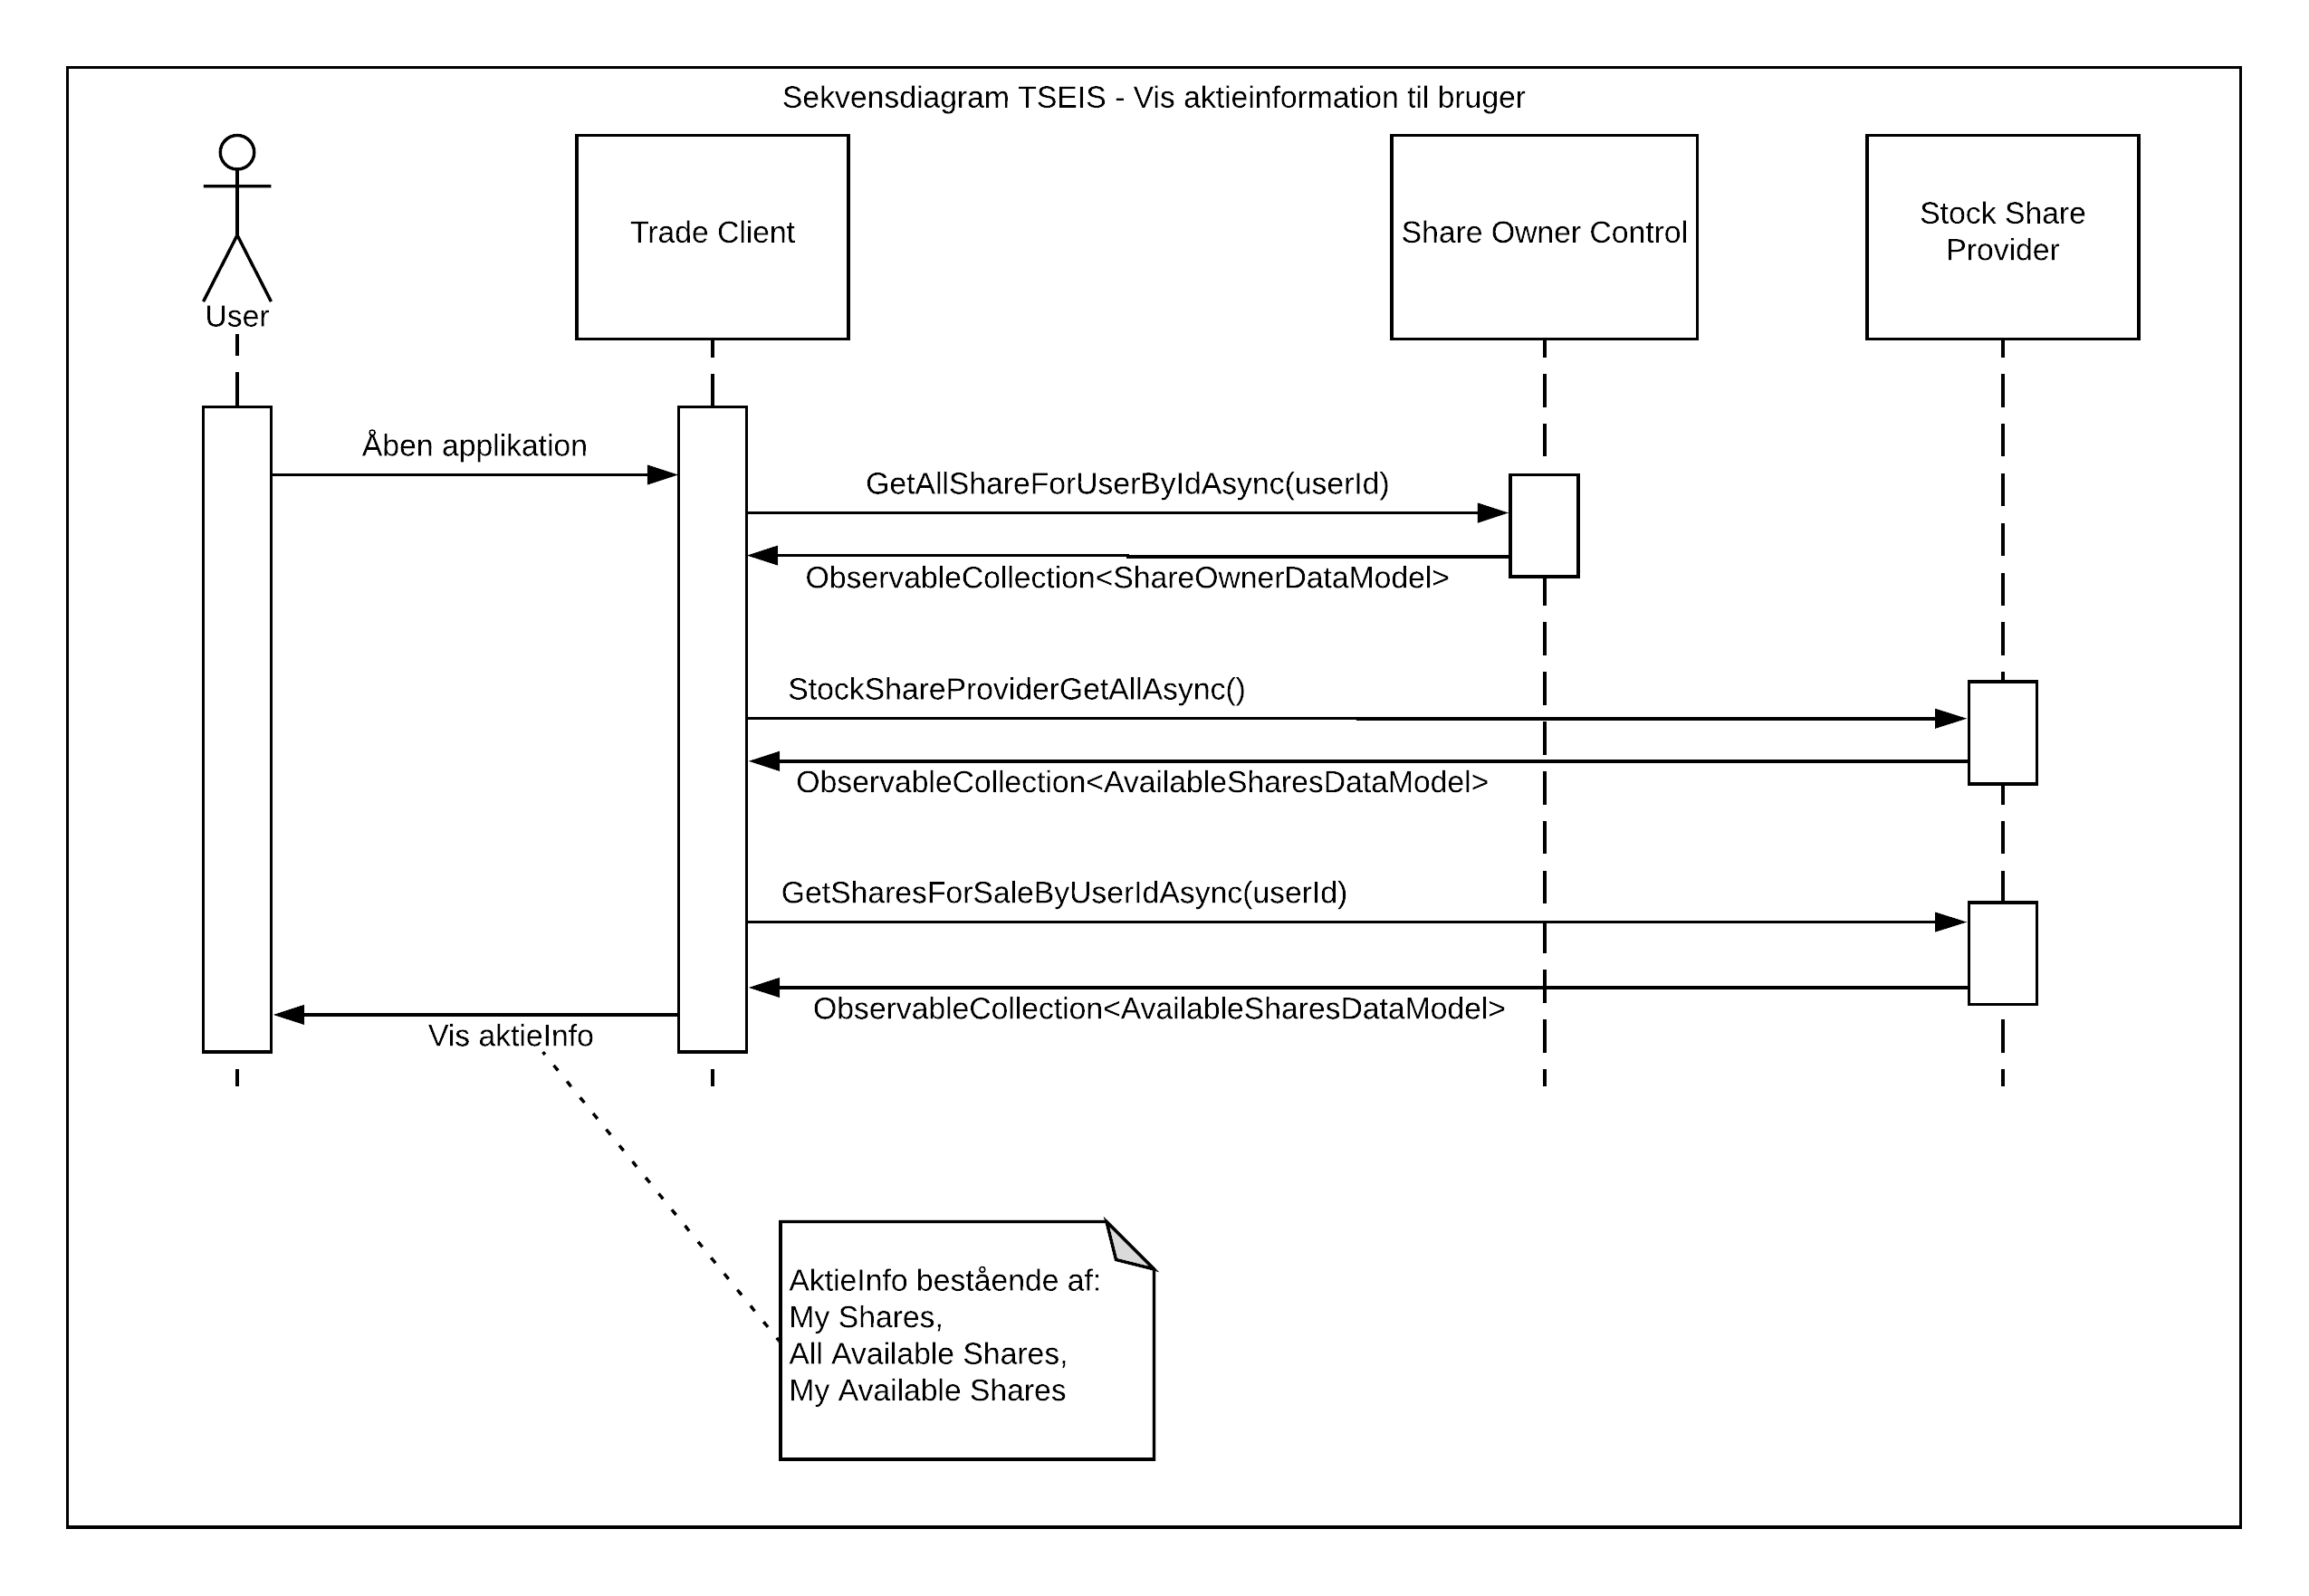 Sekvensdiagram TSEIS - Vis aktieinformation til bruger
User
Trade Client
Share Owner Control
Stock Share
Provider
Åben applikation
GetAllShareForUserByIdAsync(userId)
ObservableCollection<ShareOwnerDataModel>
StockShareProviderGetAllAsync()
ObservableCollection<AvailableSharesDataModel>
GetSharesForSaleByUserIdAsync(userId)
ObservableCollection<AvailableSharesDataModel>
Vis aktieInfo
AktieInfo bestående af:
My Shares,
All Available Shares,
My Available Shares